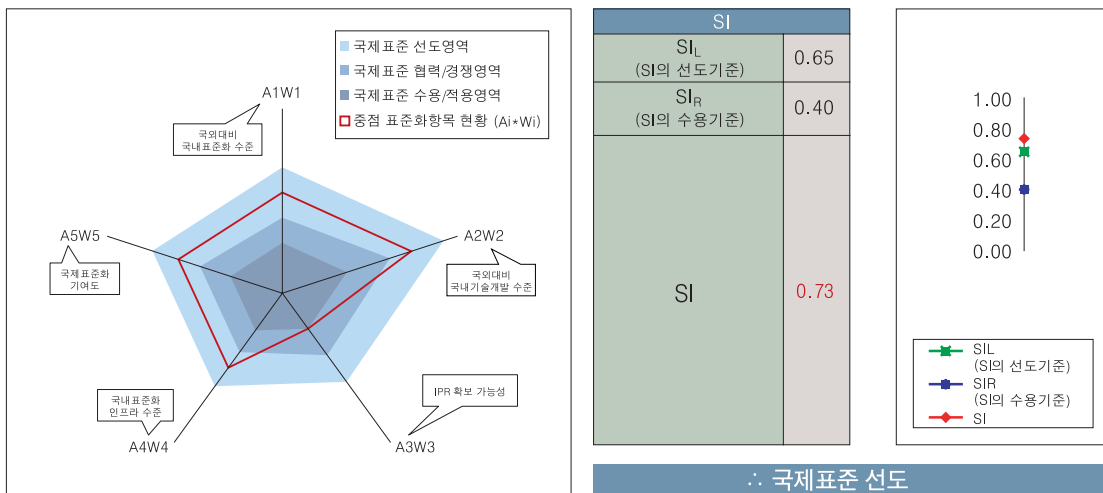 국제표준 선도영역
국제표준 협력/경쟁영역
국제표준 수용/적용영역
중점 표준화항목 현황 (Ai*Wi)
A1W1
국외대비
국내표준화 수준
A2W2
국외대비
국내기술개발 수준
A5W5
국제표준화
기여도
국내표준화
인프라 수준
A4W4
IPR 확보 가능성
A3W3
SI
SIL
(SI의 선도기준)
0.65
SIR
(SI의 수용기준)
0.40
SI
0.73
1.00
0.80
0.60
0.40
0.20
0.00
SIL
(SI의 선도기준)
SIR
(SI의 수용기준)
SI
∴ 국제표준 선도